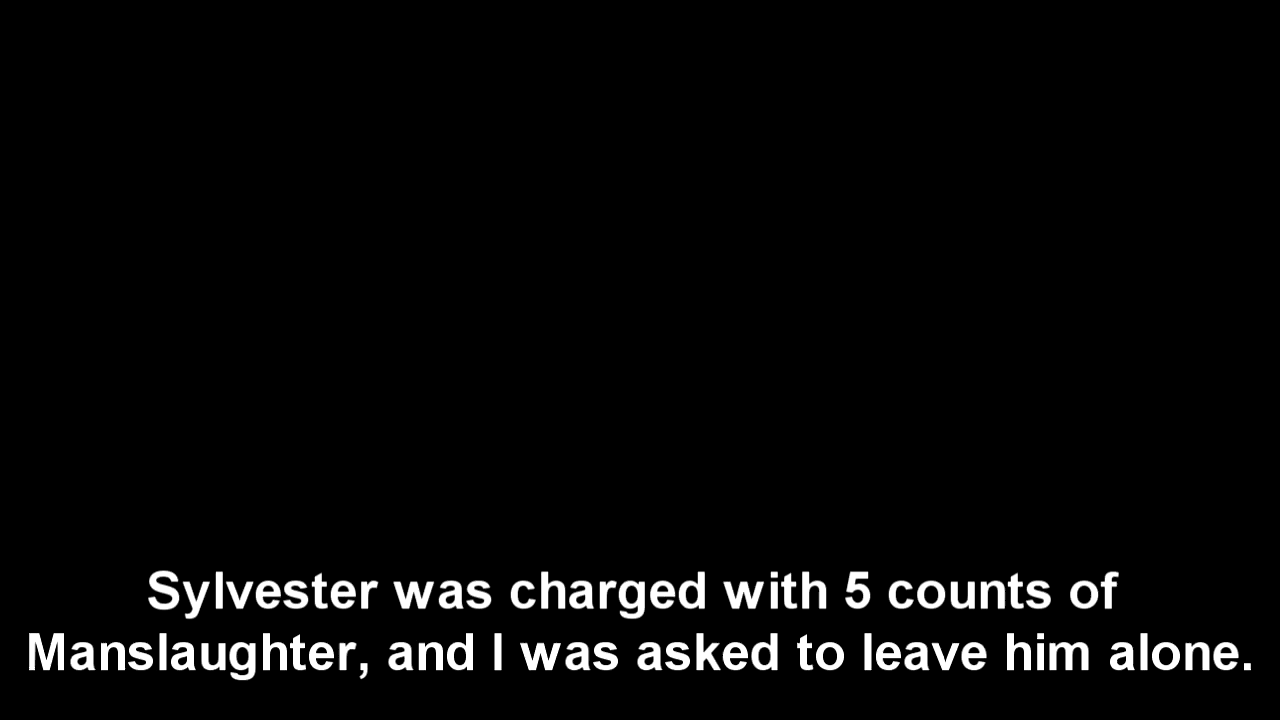 Sylvester was charged with 5 counts of
Manslaughter, and I was asked to leave him alone.